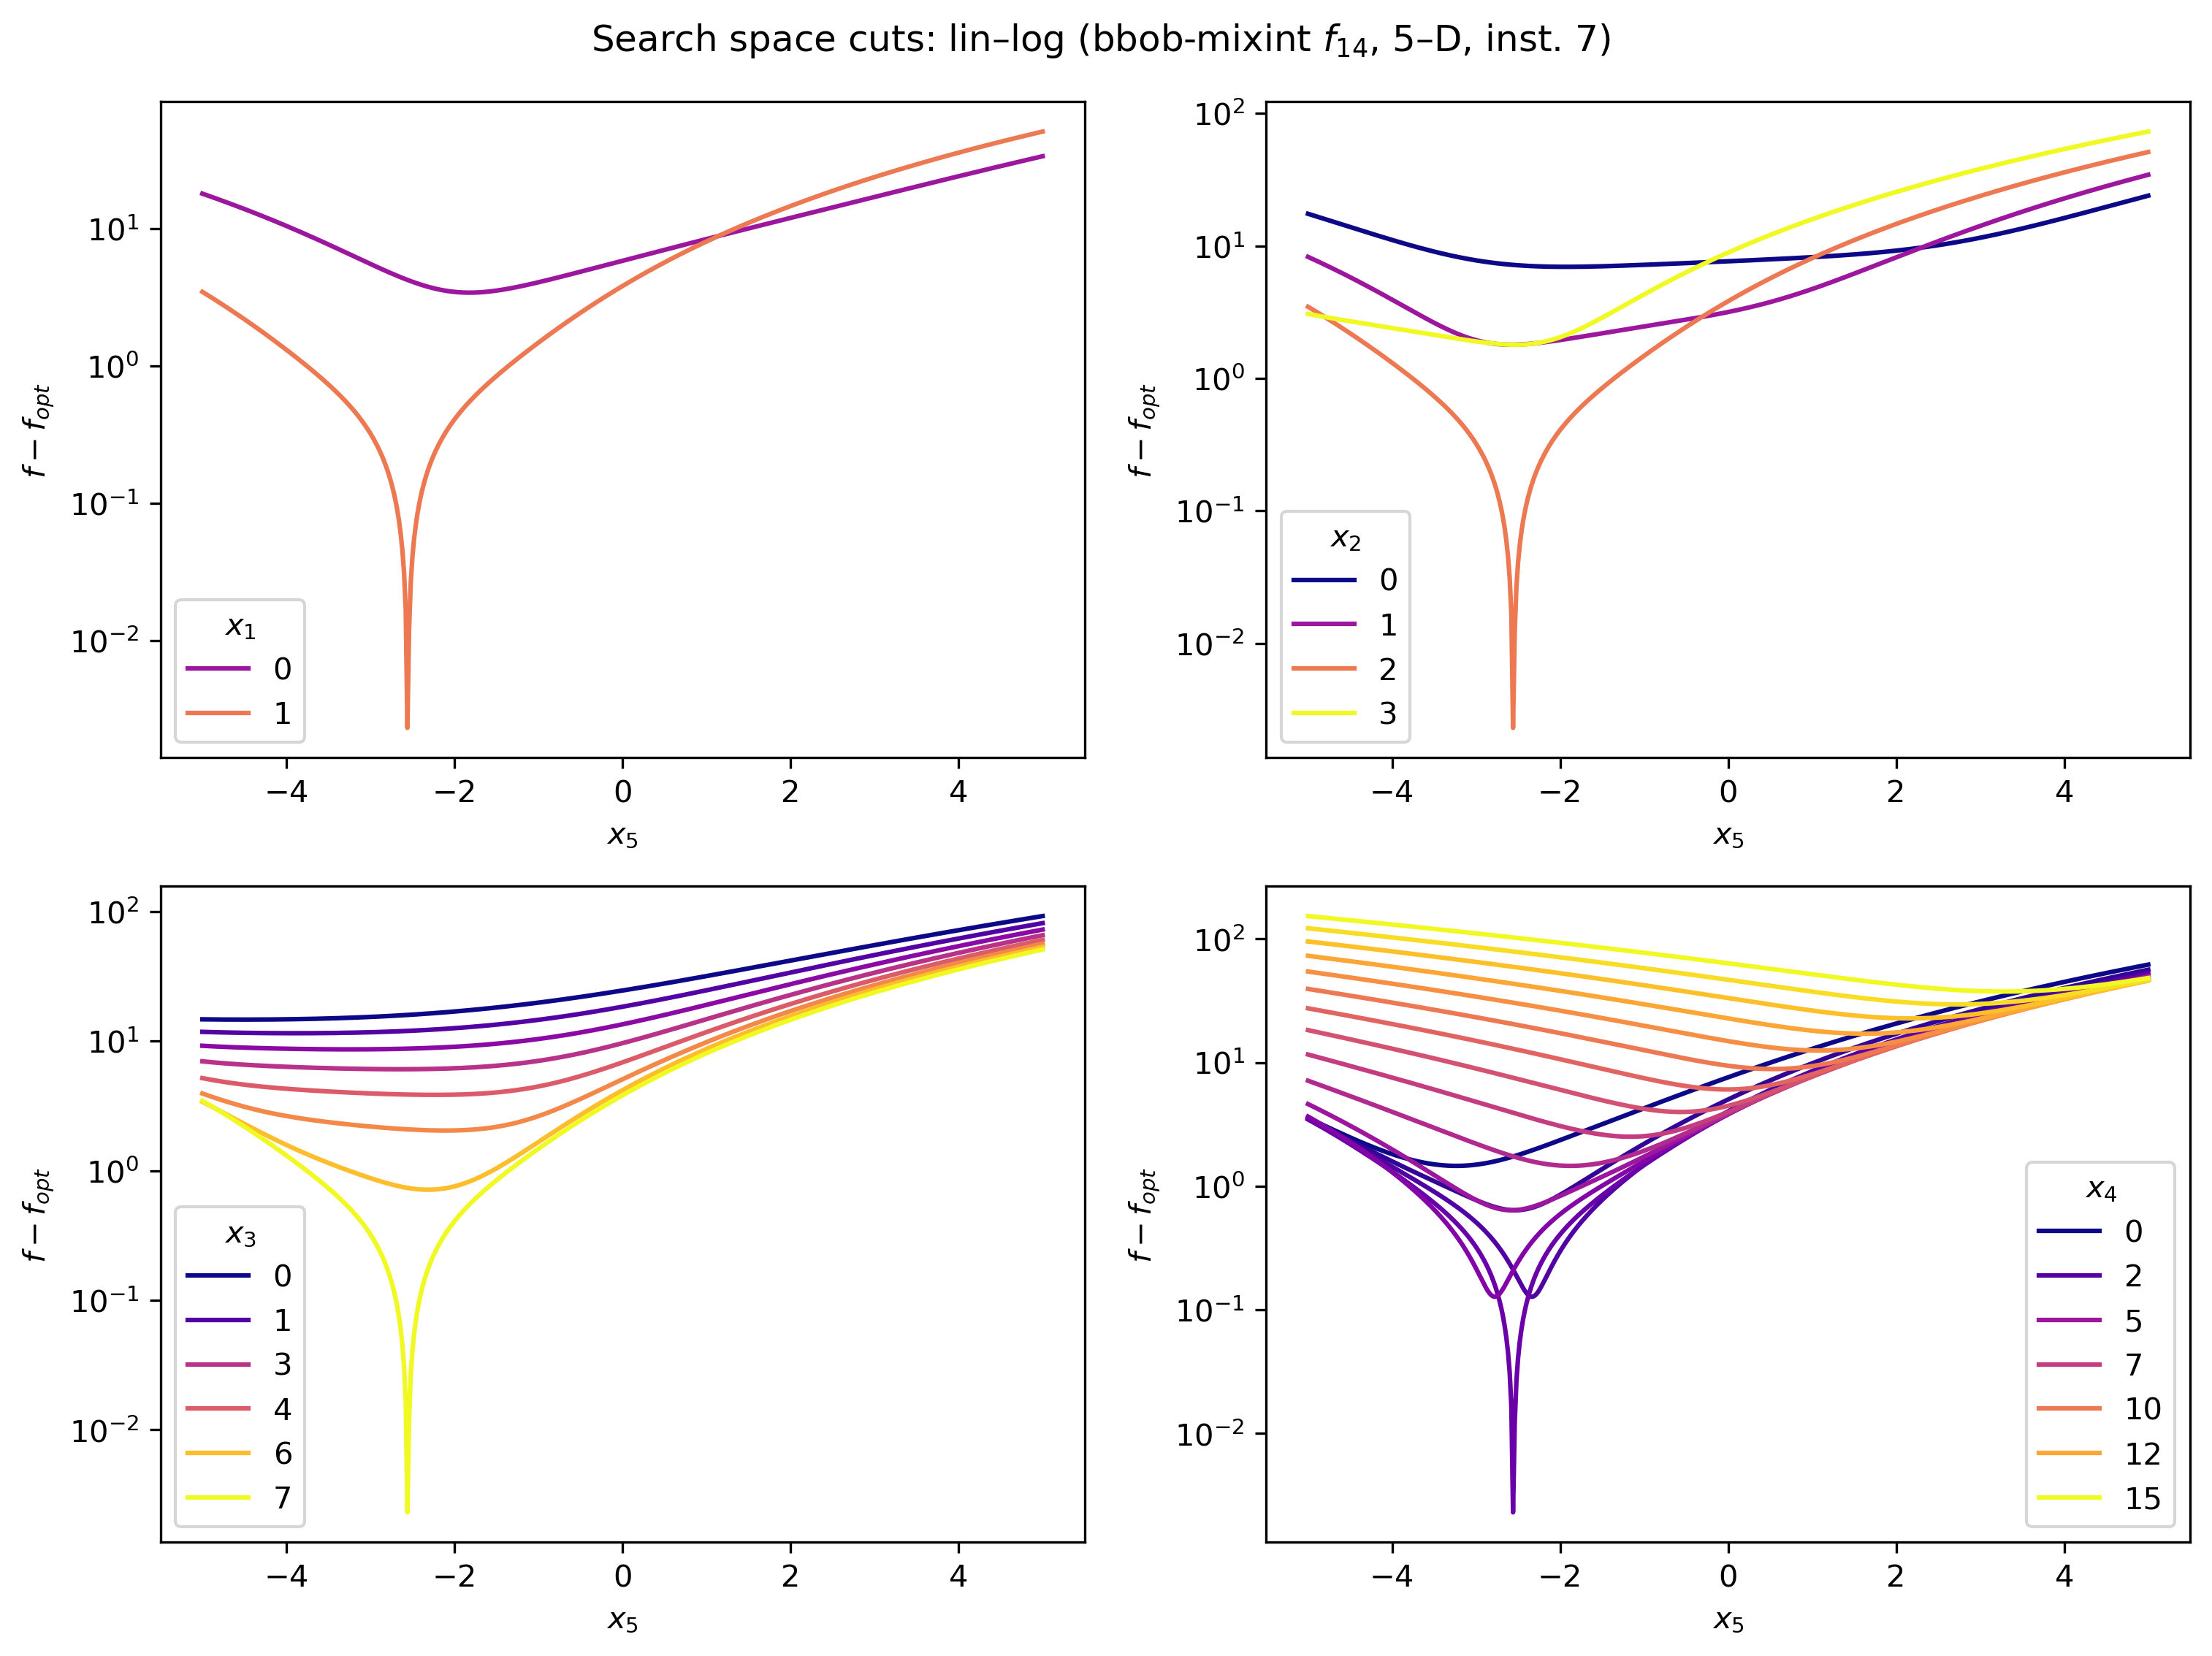 Search space cuts: lin–log (bbob-mixint f14, 5–D, inst. 7)
f − fopt
10^1
10^0
10^−1
10^−2
x1
0
1
−4 −2 0 2 4
x5
f − fopt
10^2
10^1
10^0
10^−1
10^−2
x2
0
1
2
3
−4 −2 0 2 4
x5
f − fopt
10^2
10^1
10^0
10^−1
10^−2
x3
0
1
3
4
6
7
−4 −2 0 2 4
x5
f − fopt
10^2
10^1
10^0
10^−1
10^−2
x4
0
2
5
7
10
12
15
−4 −2 0 2 4
x5